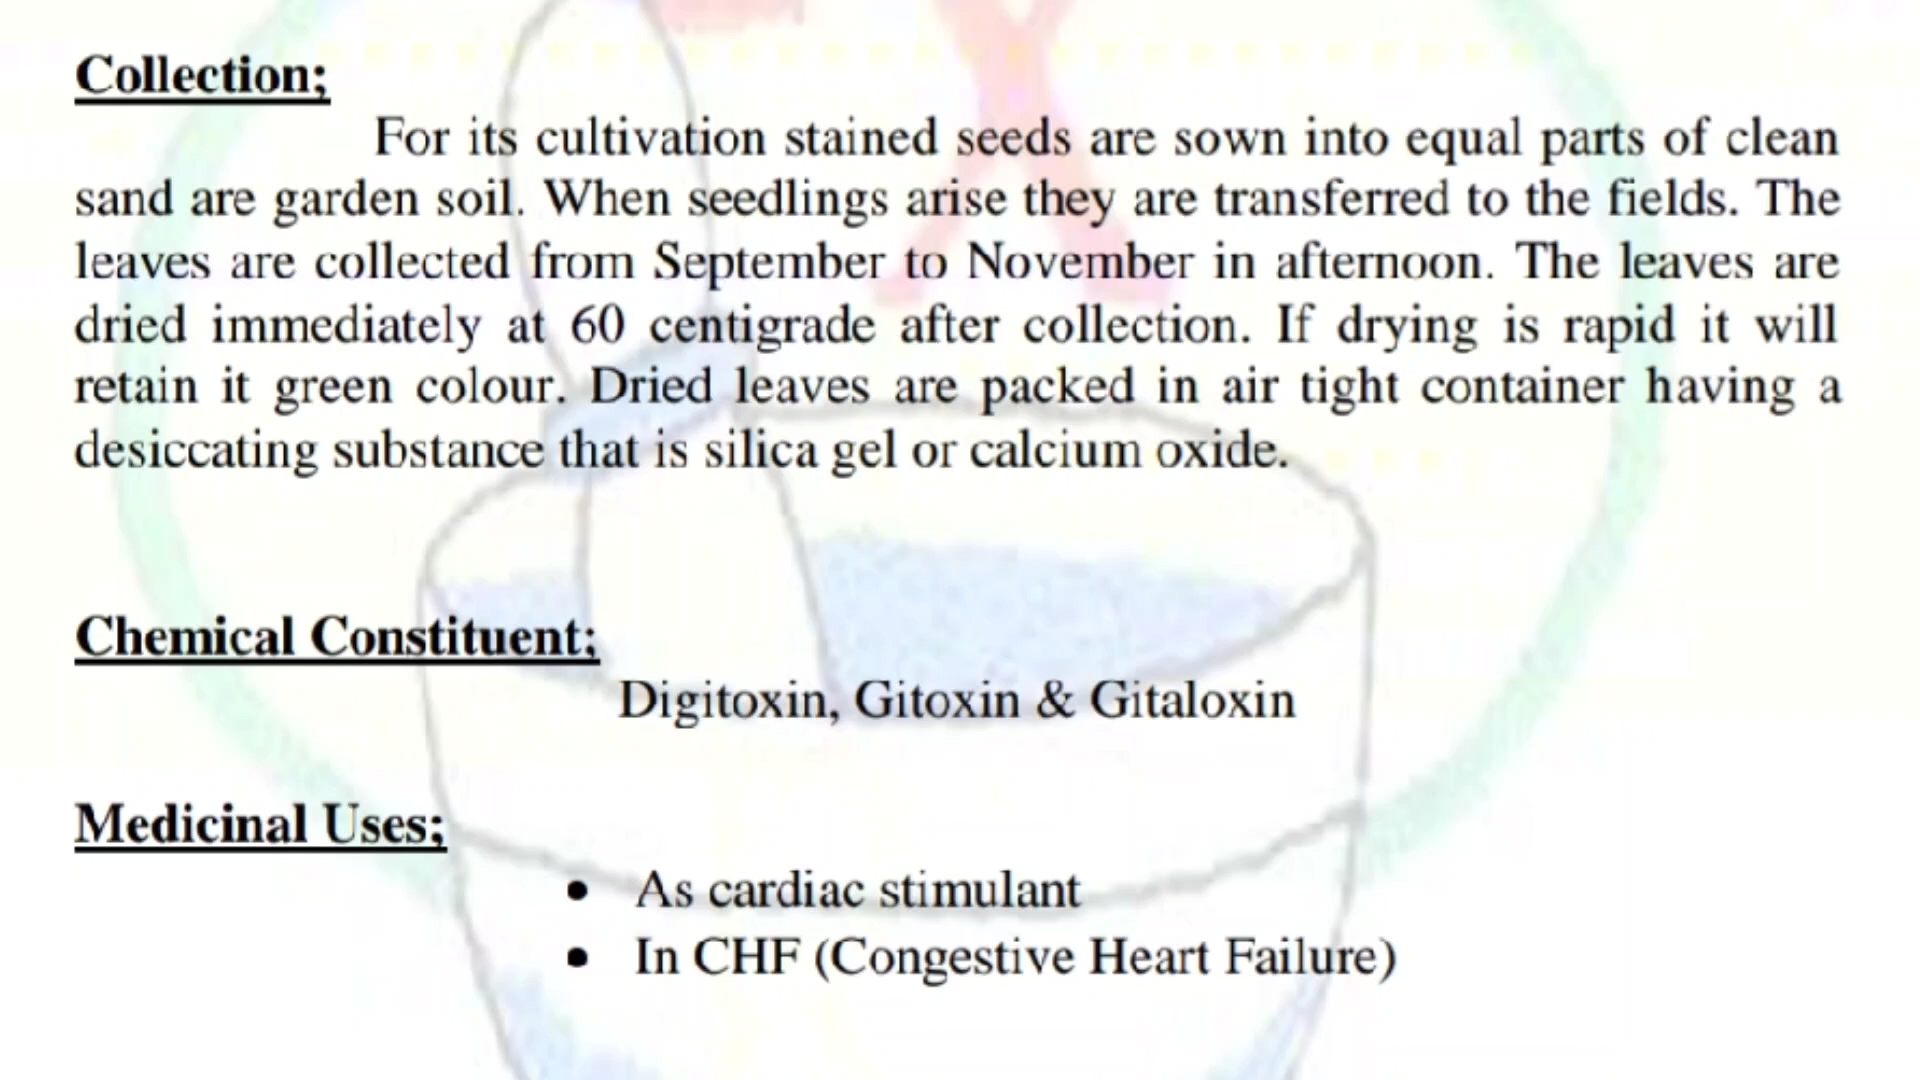 Collection;
For its cultivation stained seeds are sown into equal parts of clean
sand are garden soil. When seedlings arise they are transferred to the fields. The
leaves are collected from September to November in afternoon. The leaves are
dried immediately at 60 centigrade after collection. If drying is rapid it will
retain it green colour. Dried leaves are packed in air tight container having a
desiccating substance that is silica gel or calcium oxide.
Chemical Constituent;
Digitoxin, Gitoxin & Gitaloxin
Medicinal Uses;
• As cardiac stimulant
• In CHF (Congestive Heart Failure)